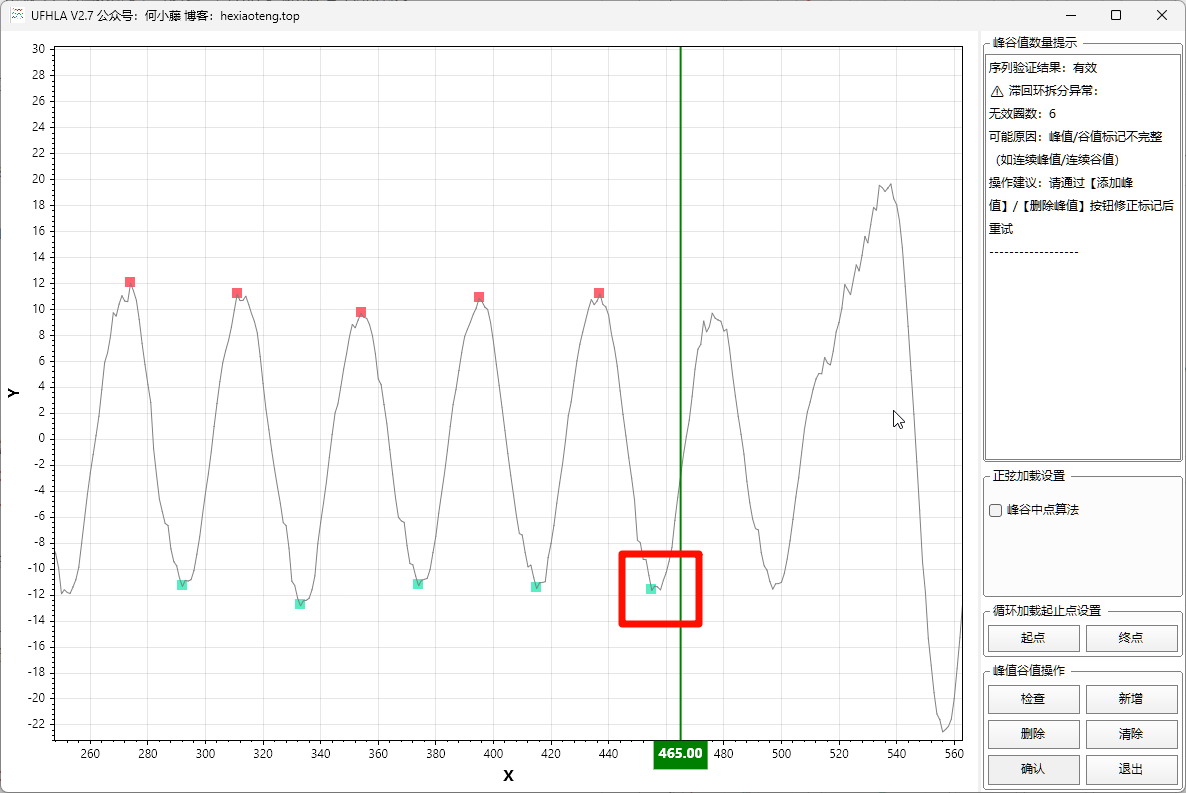 UFHLA V2.7 公众号：何小藤 博客：hexiaoteng.top
30
28
26
24
22
20
18
16
14
12
10
8
6
4
2
0
-2
-4
-6
-8
-10
-12
-14
-16
-18
-20
-22
Y
260 280 300 320 340 360 380 400 420 440 465.00 480 500 520 540 560
X
峰谷值数量提示
序列验证结果：有效
⚠ 滞回环拆分异常：
无效圈数：6
可能原因：峰值/谷值标记不完整
（如连续峰值/连续谷值）
操作建议：请通过【添加峰
值】/【删除峰值】按钮修正标记后
重试
------------------
正弦加载设置
峰谷中点算法
循环加载起止点设置
起点 终点
峰值谷值操作
检查 新增
删除 清除
确认 退出